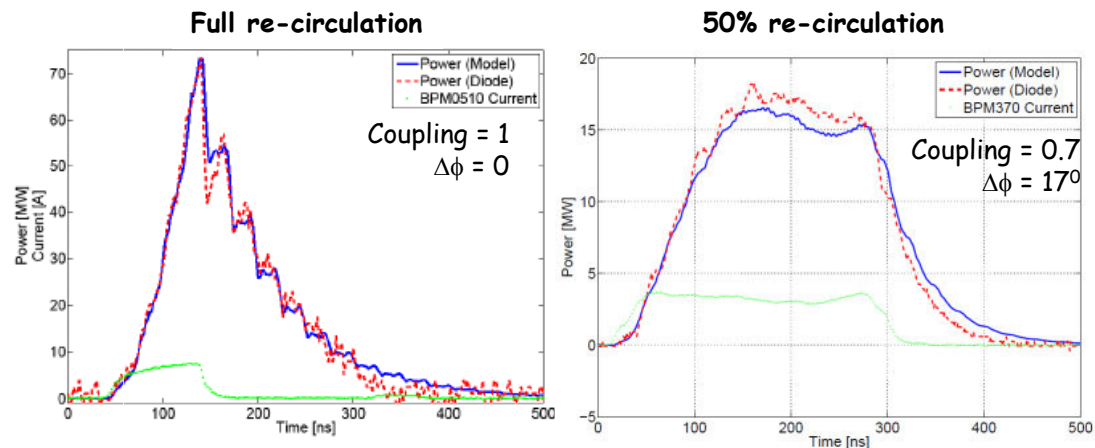 Full re-circulation
70
60
50
40
30
20
10
0
Power [MW]
Current [A]
0
100
200
300
400
500
Time [ns]
Power (Model)
Power (Diode)
BPM0510 Current
Coupling = 1
Δϕ = 0
50% re-circulation
20
15
10
5
0
−5
Power [MW]
0
100
200
300
400
500
Time [ns]
Power (Model)
Power (Diode)
BPM370 Current
Coupling = 0.7
Δϕ = 17⁰